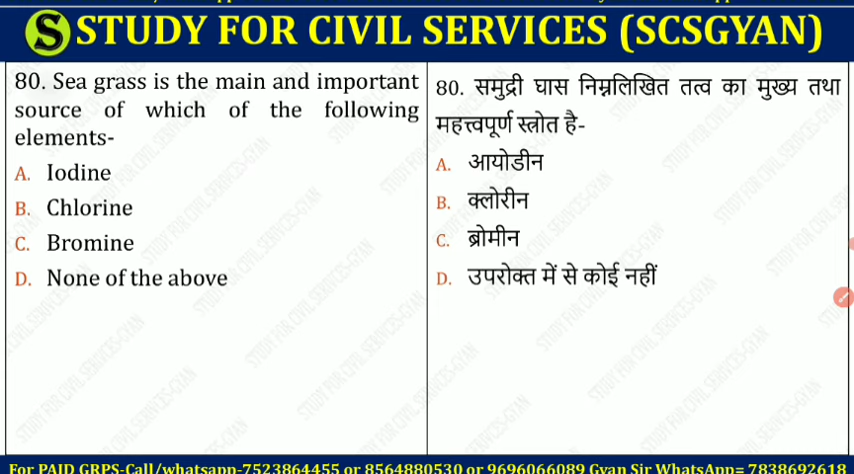 STUDY FOR CIVIL SERVICES (SCSGYAN)
80. Sea grass is the main and important
source of which of the following
elements-
A. Iodine
B. Chlorine
C. Bromine
D. None of the above
80. समुद्री घास निम्नलिखित तत्व का मुख्य तथा
महत्त्वपूर्ण स्त्रोत है-
A. आयोडीन
B. क्लोरीन
C. ब्रोमीन
D. उपरोक्त में से कोई नहीं
For PAID GRPS-Call/whatsapp-7523864455 or 8564880530 or 9696066089 Gyan Sir WhatsApp= 7838692618